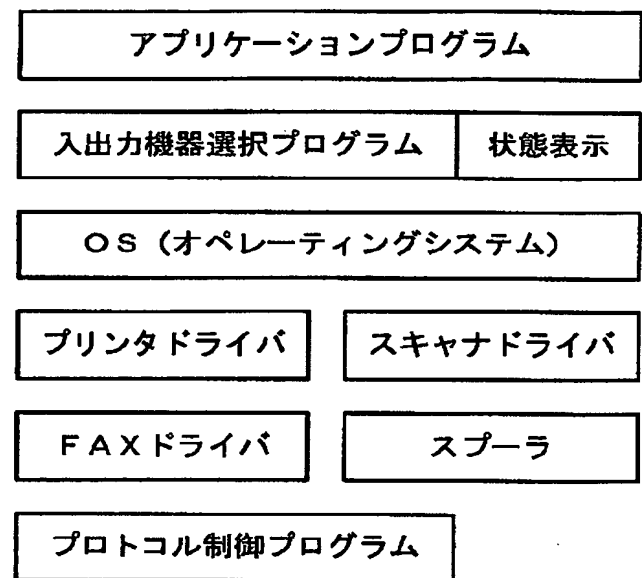 アプリケーションプログラム
入出力機器選択プログラム 状態表示
OS(オペレーティングシステム)
プリンタドライバ スキャナドライバ
FAXドライバ スプーラ
プロトコル制御プログラム